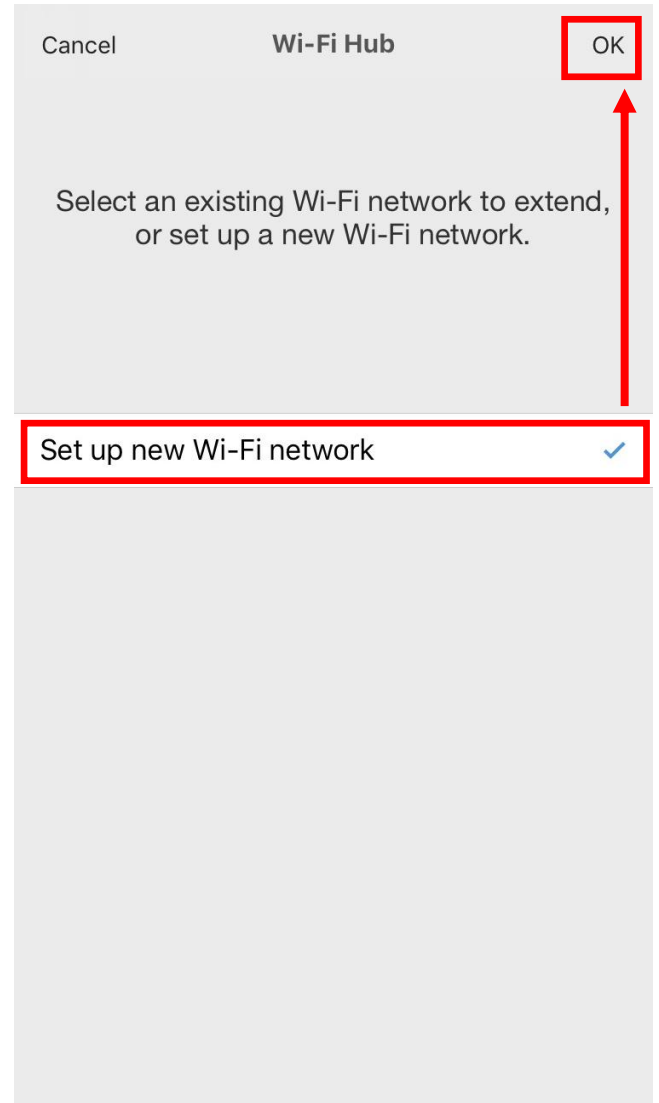 Cancel Wi-Fi Hub OK
Select an existing Wi-Fi network to extend,
or set up a new Wi-Fi network.
Set up new Wi-Fi network